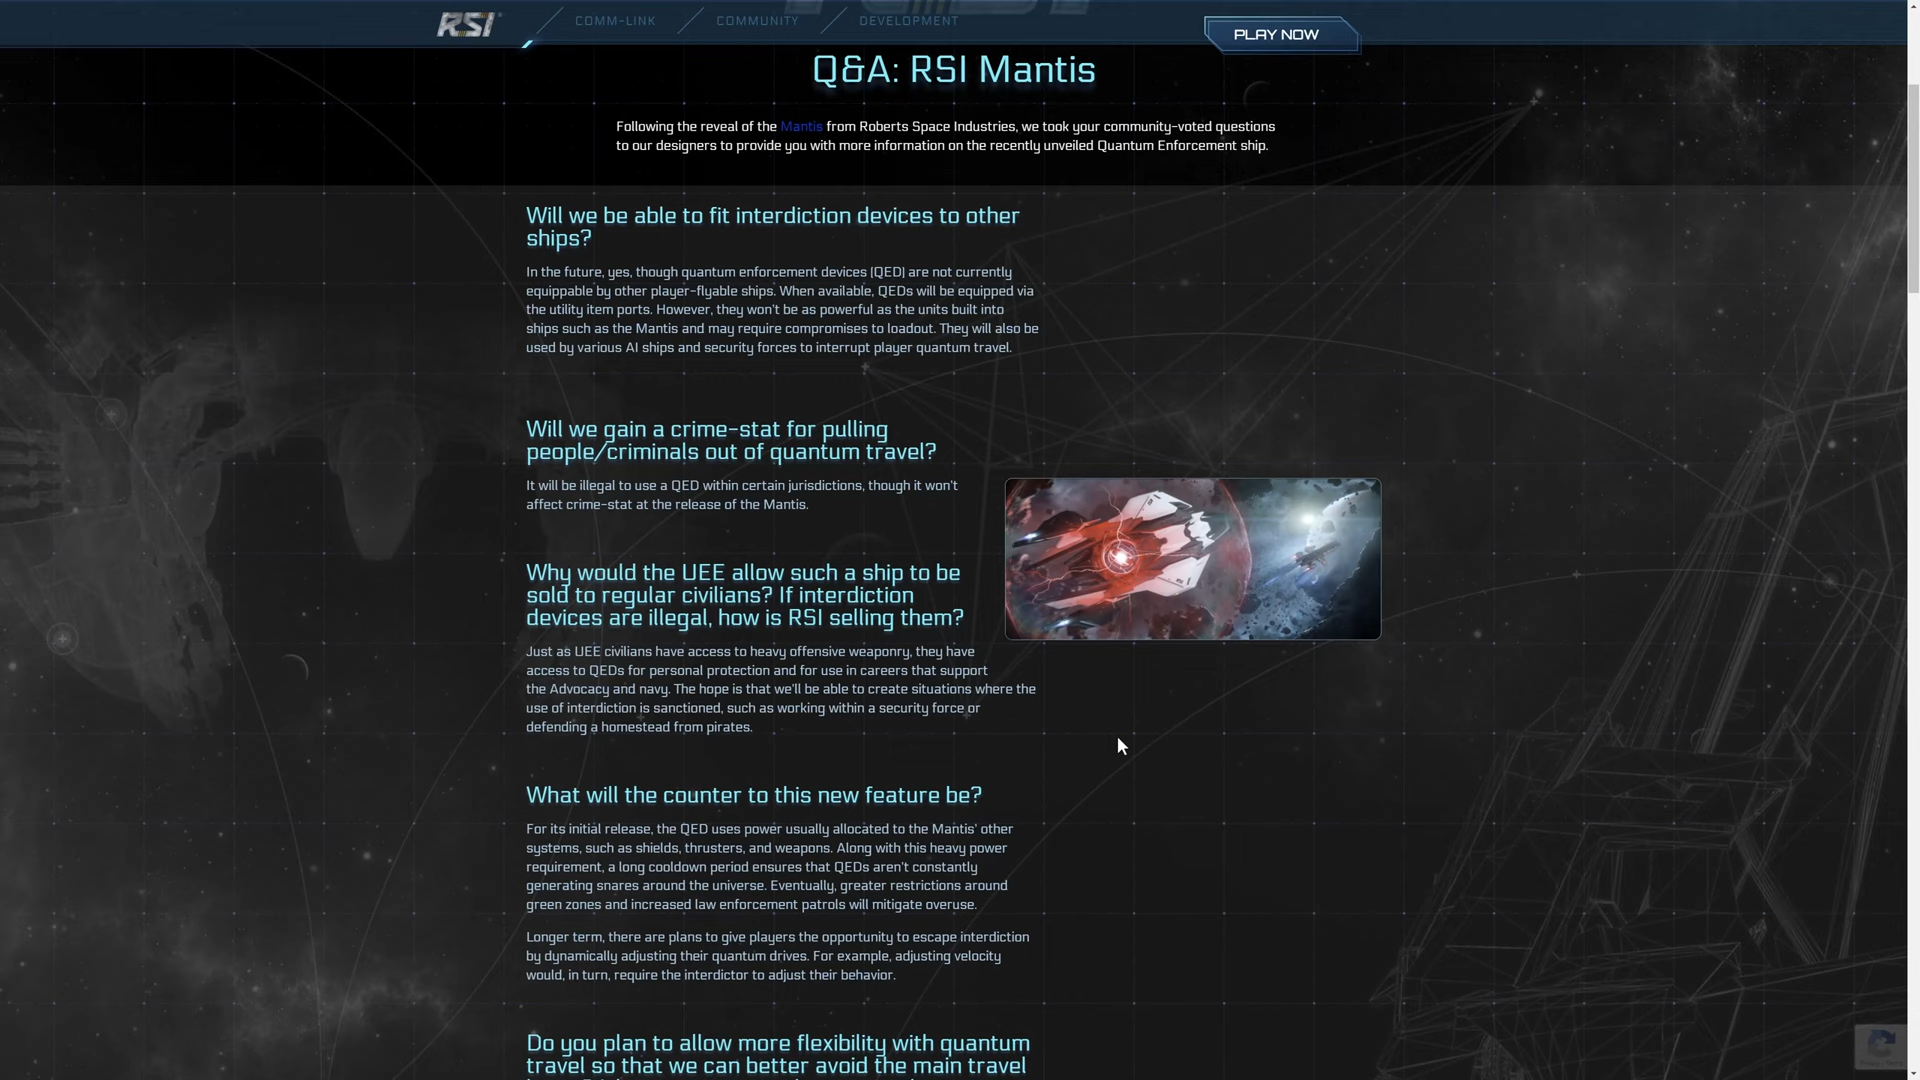 RSI
COMM-LINK
COMMUNITY
DEVELOPMENT
PLAY NOW
Q&A: RSI Mantis
Following the reveal of the Mantis from Roberts Space Industries, we took your community-voted questions
to our designers to provide you with more information on the recently unveiled Quantum Enforcement ship.
Will we be able to fit interdiction devices to other
ships?
In the future, yes, though quantum enforcement devices (QED) are not currently
equippable by other player-flyable ships. When available, QEDs will be equipped via
the utility item ports. However, they won't be as powerful as the units built into
ships such as the Mantis and may require compromises to loadout. They will also be
used by various AI ships and security forces to interrupt player quantum travel.
Will we gain a crime-stat for pulling
people/criminals out of quantum travel?
It will be illegal to use a QED within certain jurisdictions, though it won't
affect crime-stat at the release of the Mantis.
Why would the UEE allow such a ship to be
sold to regular civilians? If interdiction
devices are illegal, how is RSI selling them?
Just as UEE civilians have access to heavy offensive weaponry, they have
access to QEDs for personal protection and for use in careers that support
the Advocacy and navy. The hope is that we'll be able to create situations where the
use of interdiction is sanctioned, such as working within a security force or
defending a homestead from pirates.
What will the counter to this new feature be?
For its initial release, the QED uses power usually allocated to the Mantis' other
systems, such as shields, thrusters, and weapons. Along with this heavy power
requirement, a long cooldown period ensures that QEDs aren't constantly
generating snares around the universe. Eventually, greater restrictions around
green zones and increased law enforcement patrols will mitigate overuse.
Longer term, there are plans to give players the opportunity to escape interdiction
by dynamically adjusting their quantum drives. For example, adjusting velocity
would, in turn, require the interdictor to adjust their behavior.
Do you plan to allow more flexibility with quantum
travel so that we can better avoid the main travel